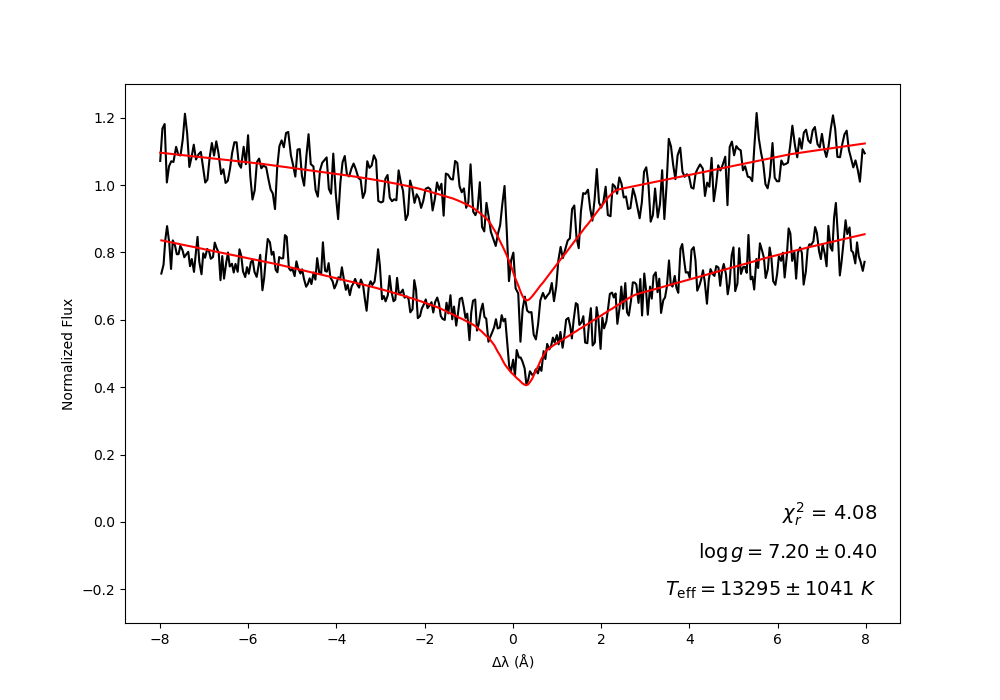 1.2
1.0
0.8
0.6
0.4
0.2
0.0
−0.2
Normalized Flux
χ²ᵣ = 4.08
log g = 7.20 ± 0.40
T_eff = 13295 ± 1041 K
−8 −6 −4 −2 0 2 4 6 8
Δλ (Å)